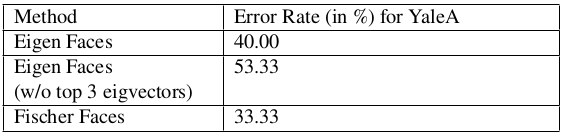 Method Error Rate (in %) for YaleA
Eigen Faces 40.00
Eigen Faces 53.33
(w/o top 3 eigvectors)
Fischer Faces 33.33